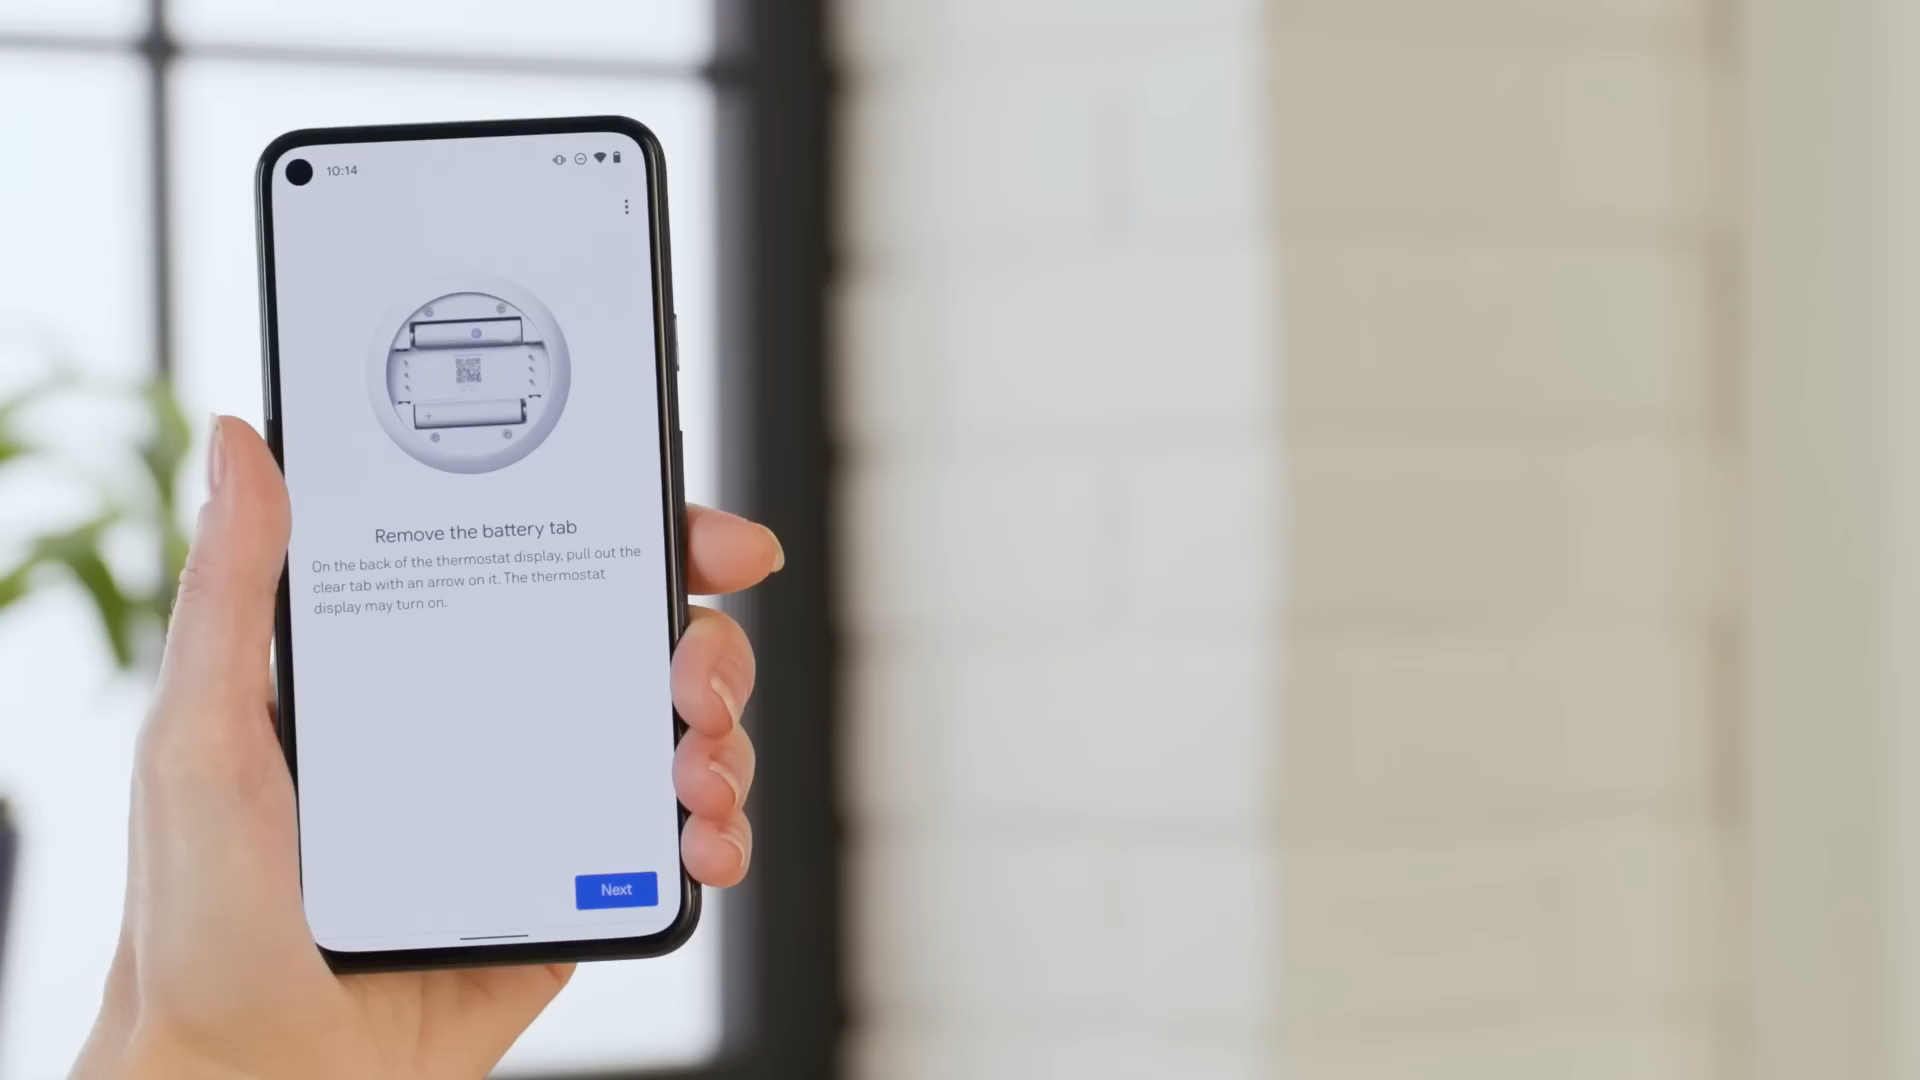 10:14
Remove the battery tab
On the back of the thermostat display, pull out the
clear tab with an arrow on it. The thermostat
display may turn on.
Next